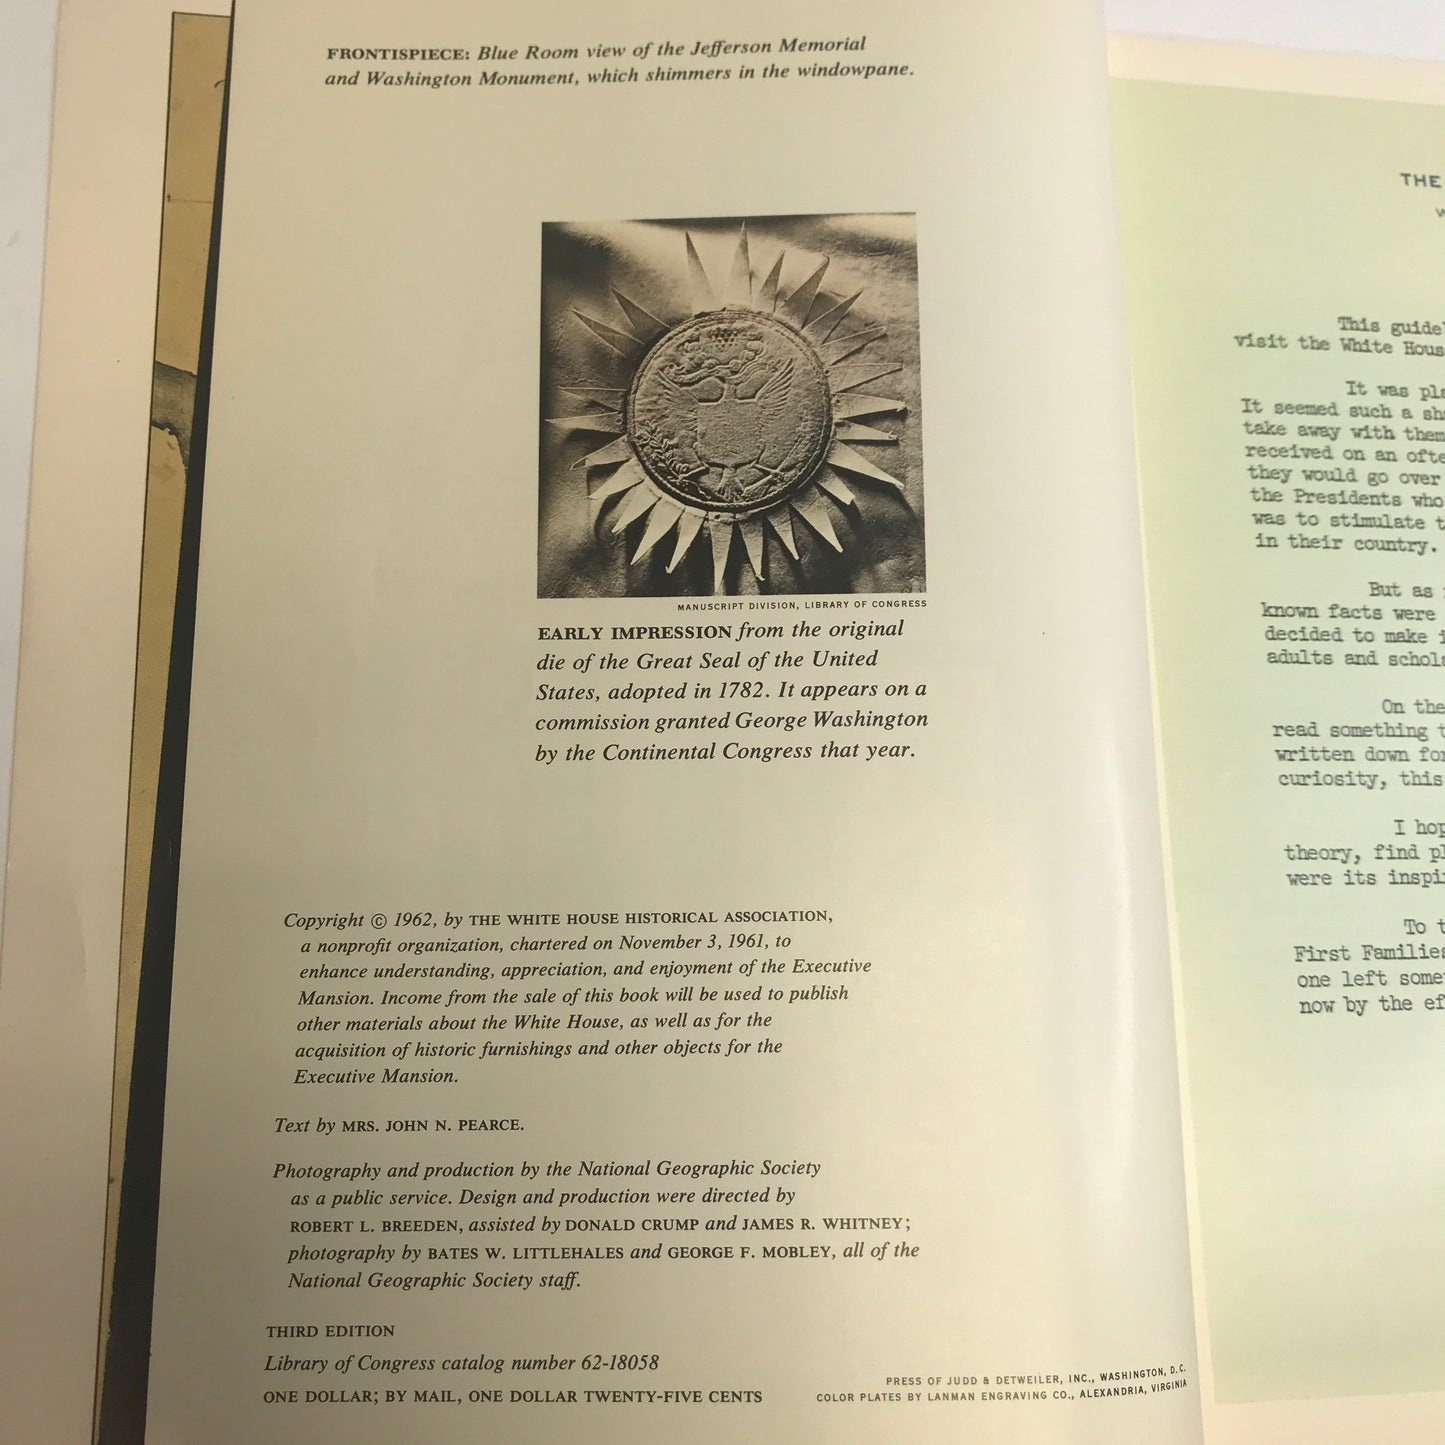 FRONTISPIECE: Blue Room view of the Jefferson Memorial
and Washington Monument, which shimmers in the windowpane.
MANUSCRIPT DIVISION, LIBRARY OF CONGRESS
EARLY IMPRESSION from the original
die of the Great Seal of the United
States, adopted in 1782. It appears on a
commission granted George Washington
by the Continental Congress that year.
Copyright © 1962, by THE WHITE HOUSE HISTORICAL ASSOCIATION,
a nonprofit organization, chartered on November 3, 1961, to
enhance understanding, appreciation, and enjoyment of the Executive
Mansion. Income from the sale of this book will be used to publish
other materials about the White House, as well as for the
acquisition of historic furnishings and other objects for the
Executive Mansion.
Text by MRS. JOHN N. PEARCE.
Photography and production by the National Geographic Society
as a public service. Design and production were directed by
ROBERT L. BREEDEN, assisted by DONALD CRUMP and JAMES R. WHITNEY;
photography by BATES W. LITTLEHALES and GEORGE F. MOBLEY, all of the
National Geographic Society staff.
THIRD EDITION
Library of Congress catalog number 62-18058
ONE DOLLAR; BY MAIL, ONE DOLLAR TWENTY-FIVE CENTS
PRESS OF JUDD & DETWEILER, INC., WASHINGTON, D.C.
COLOR PLATES BY LANMAN ENGRAVING CO., ALEXANDRIA, VIRGINIA
THE
This guide
visit the White Hous
It was pla
It seemed such a sh
take away with them
received on an ofte
they would go over
the Presidents who
was to stimulate t
in their country.
But as
known facts were
decided to make i
adults and schola
On the
read something t
written down for
curiosity, this
I hop
theory, find pl
were its inspi
To t
First Families
one left some
now by the ef